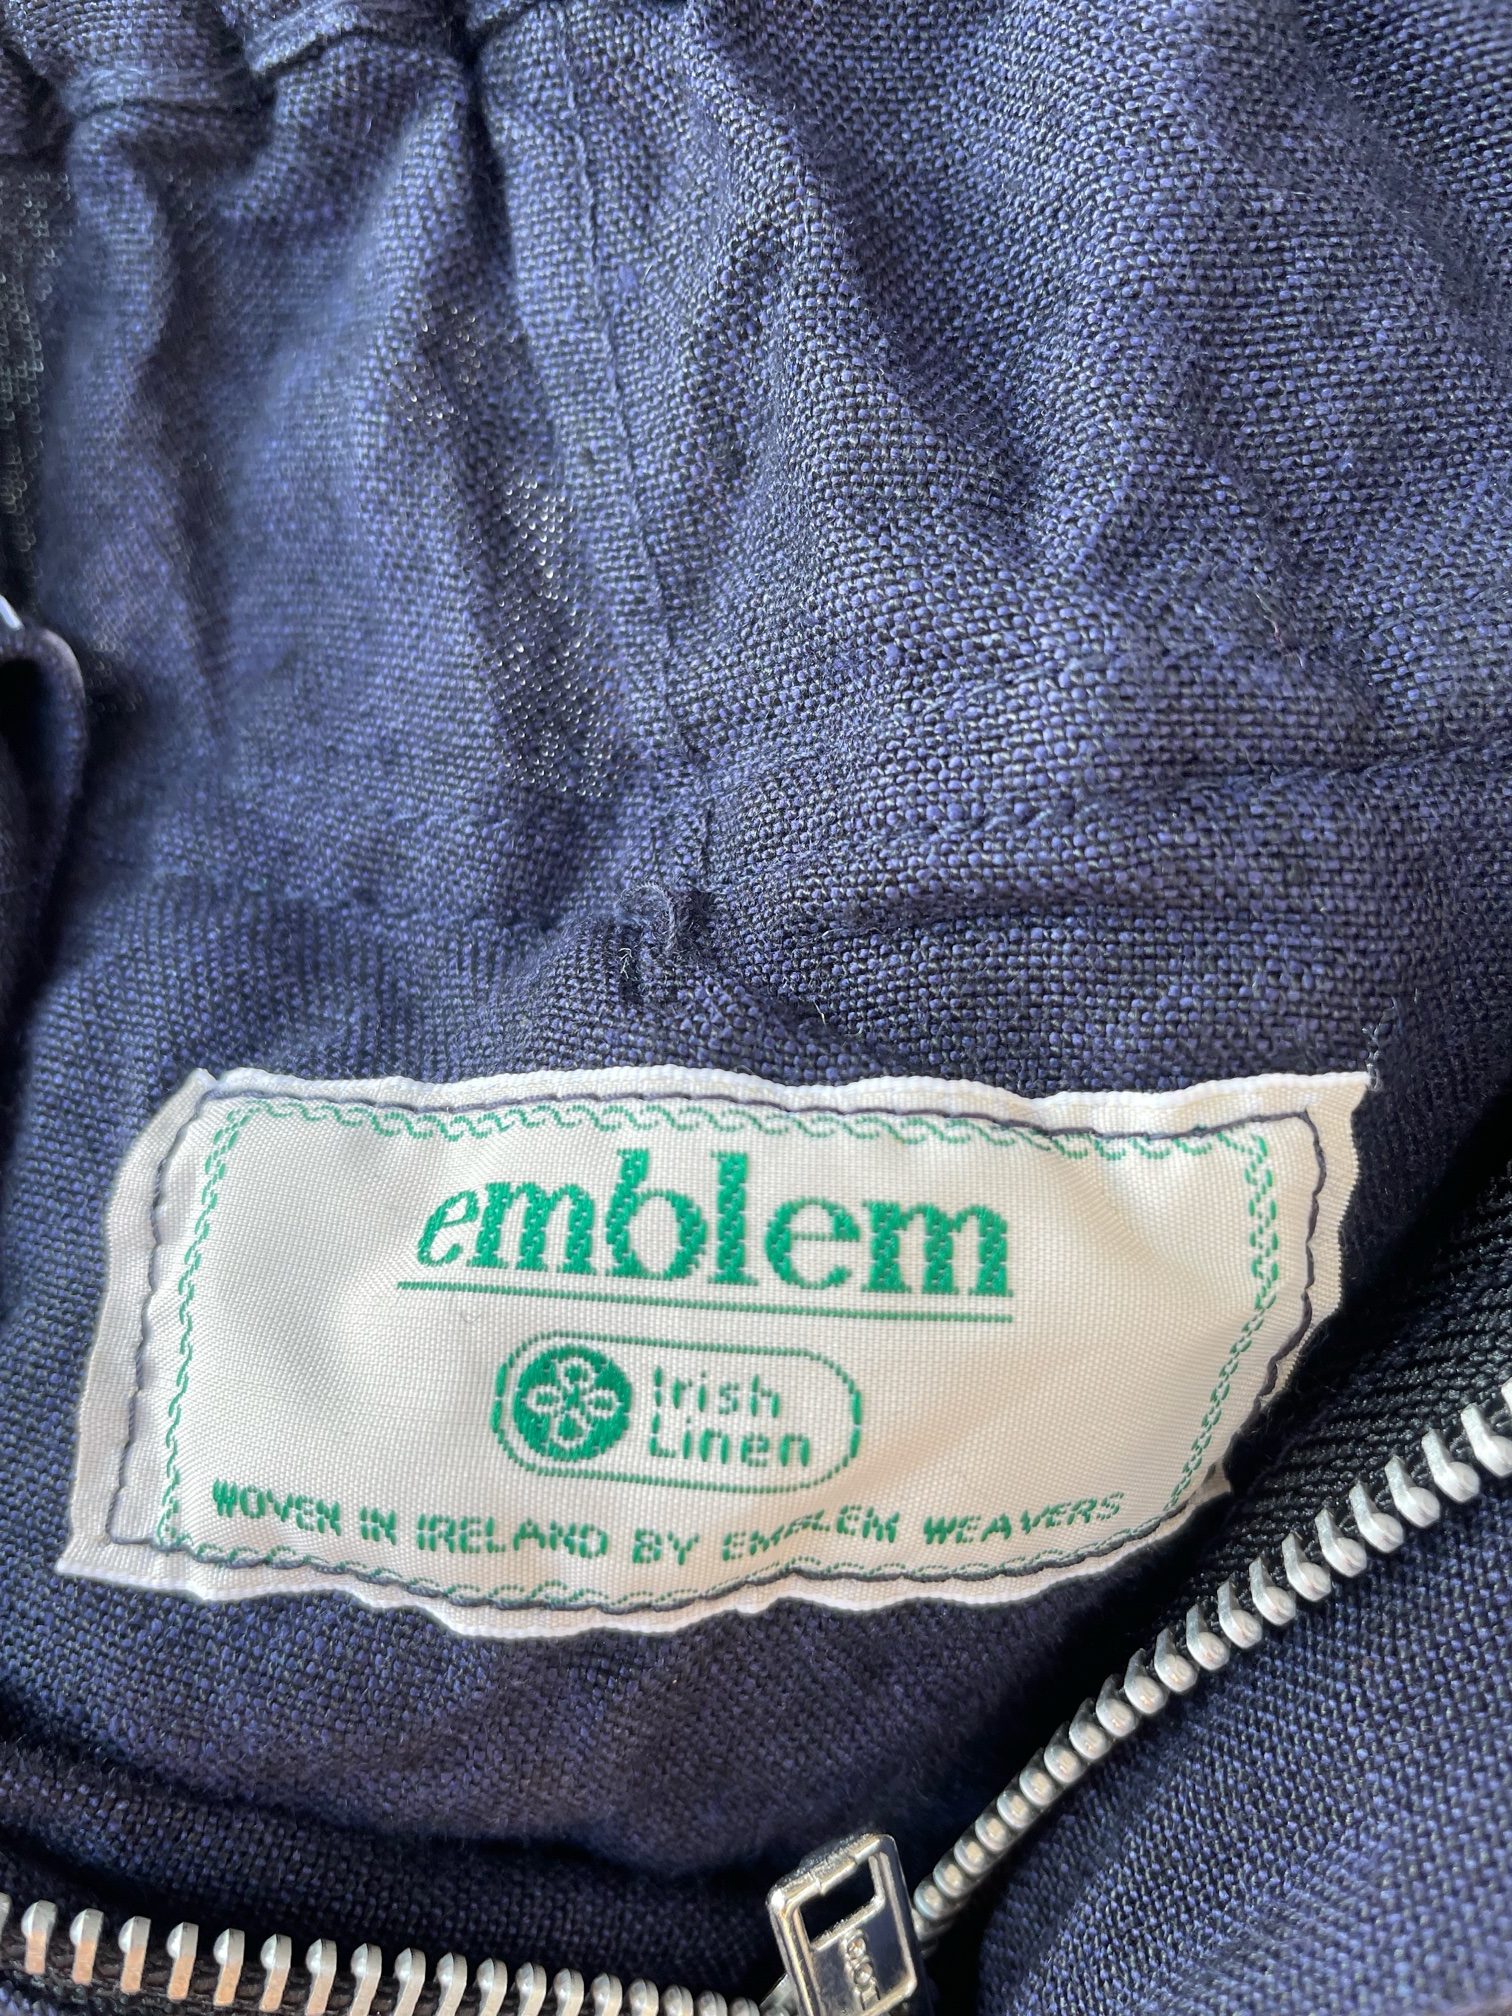 emblem
Irish
Linen
WOVEN IN IRELAND BY EMBLEM WEAVERS